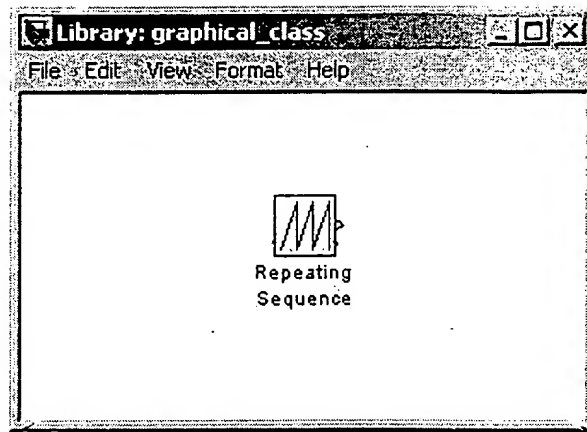 Library: graphical_class
File Edit View Format Help
Repeating
Sequence